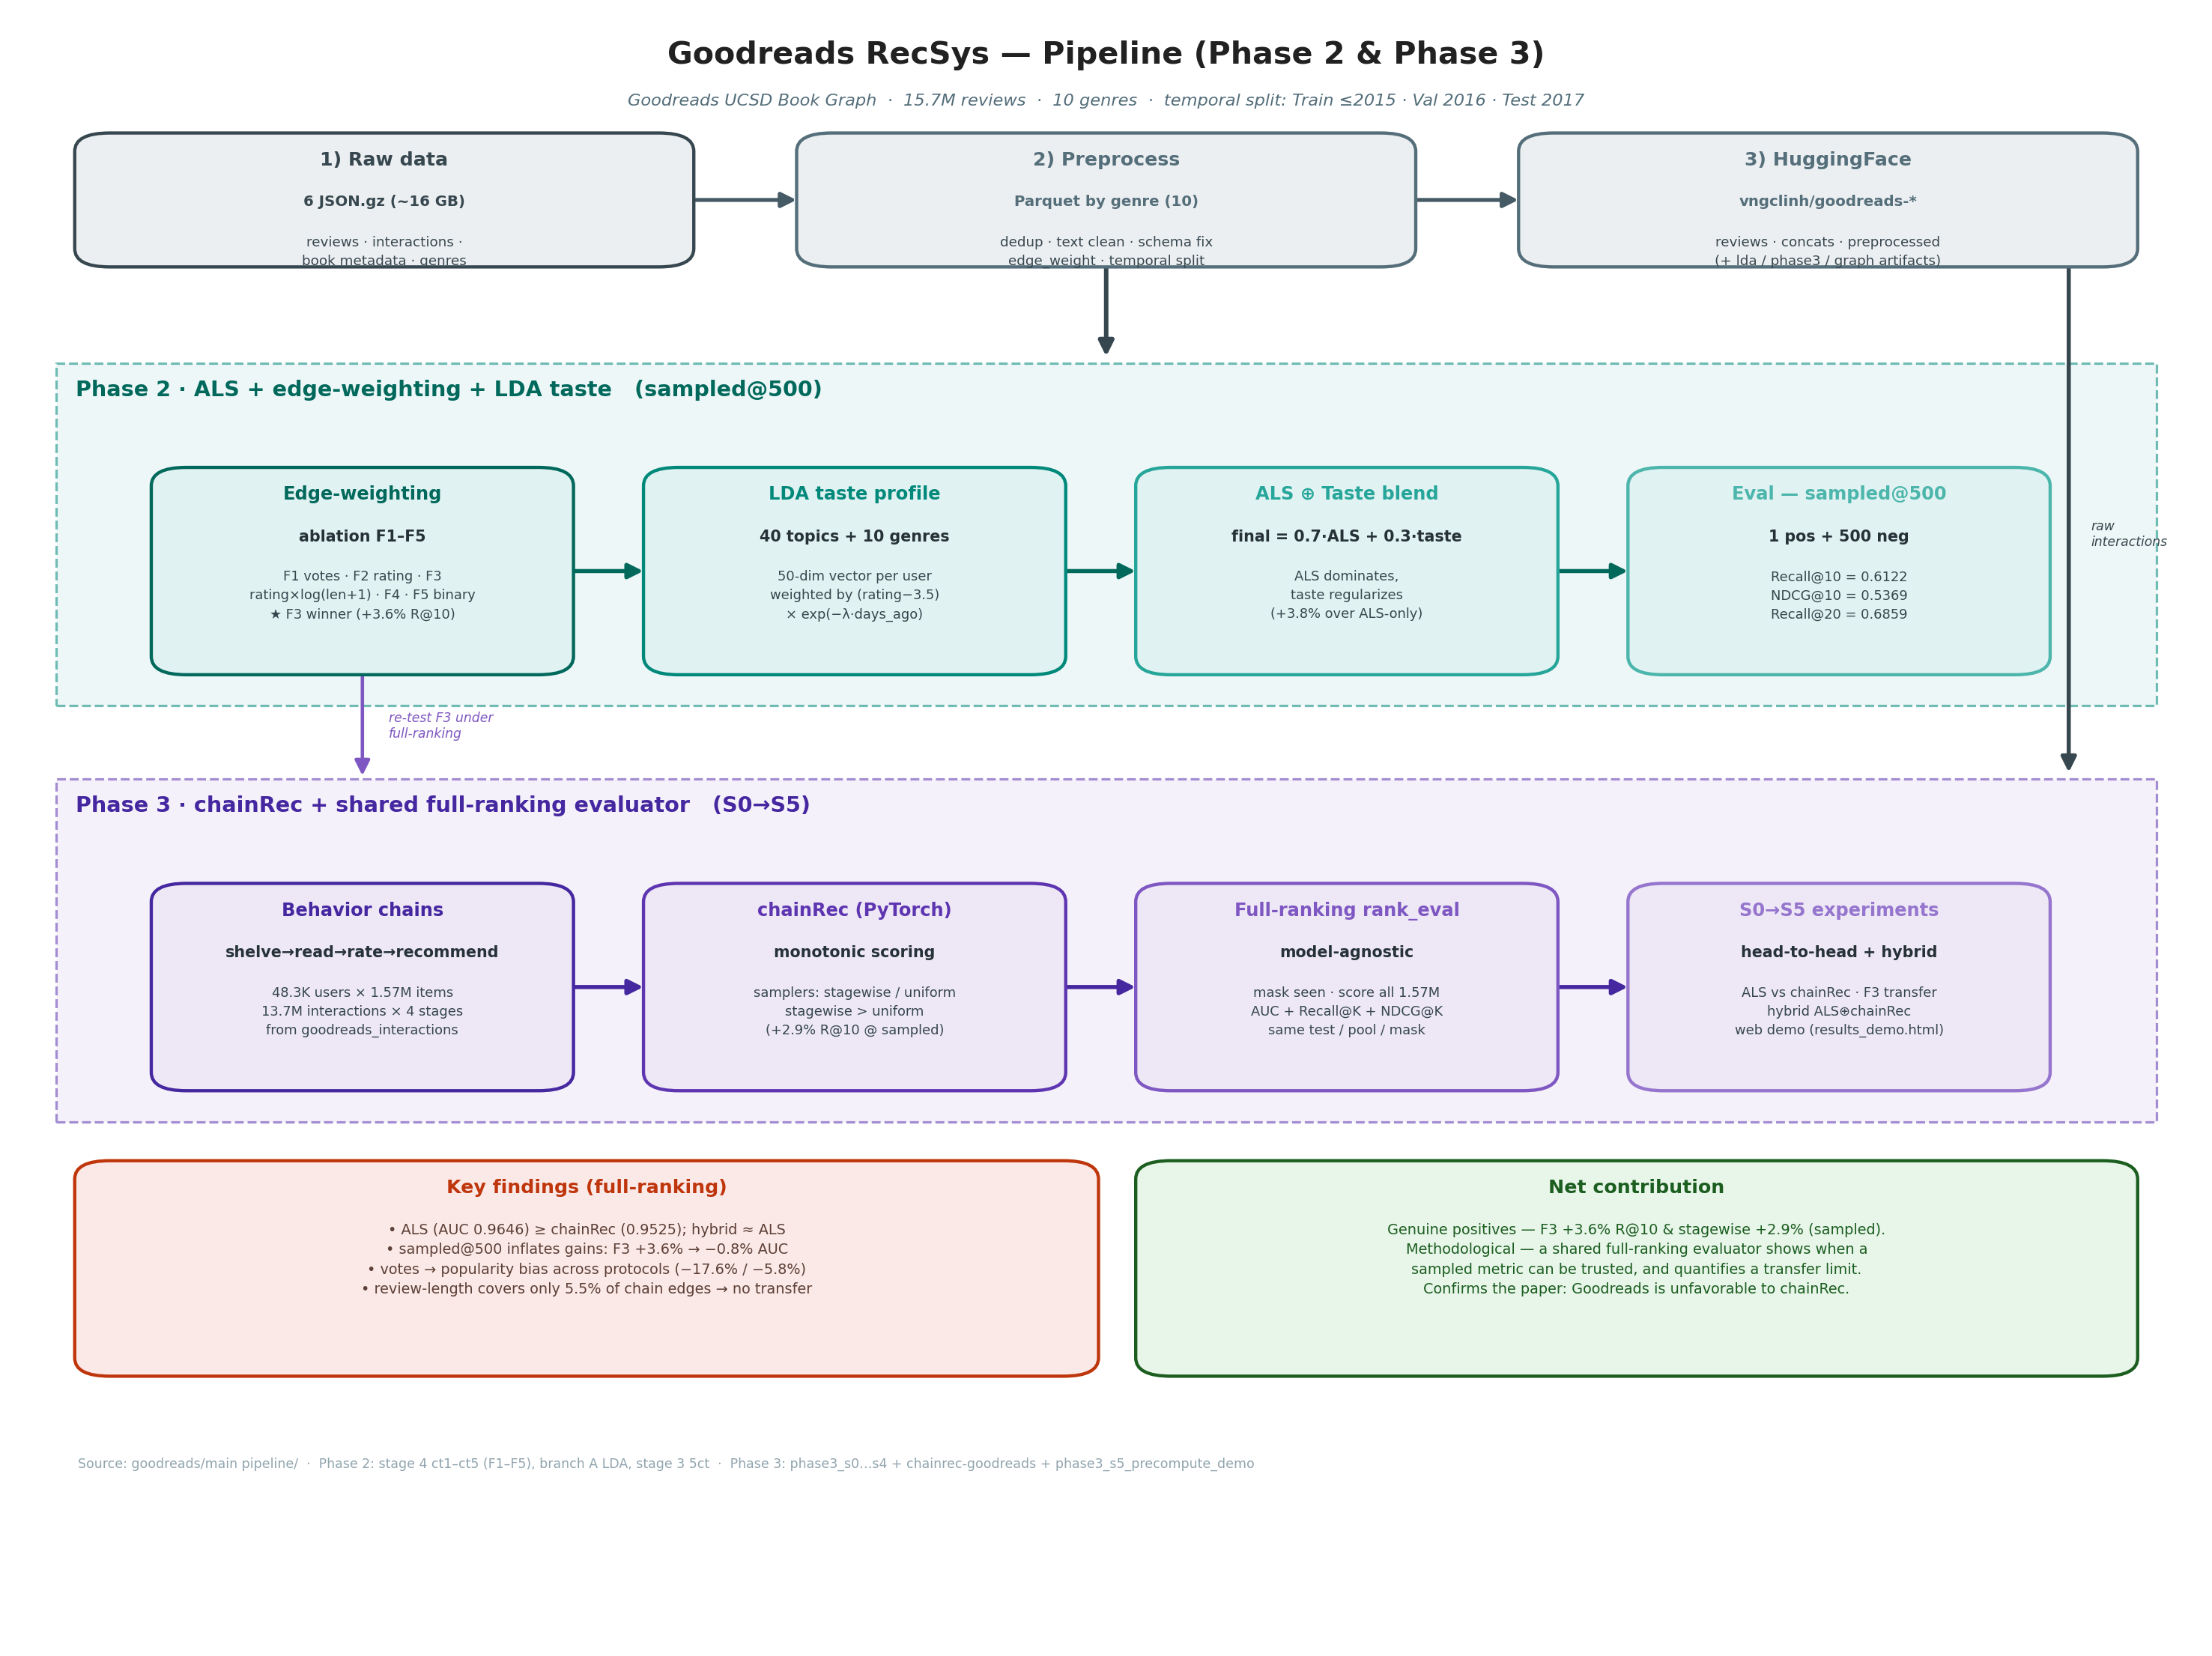 Goodreads RecSys — Pipeline (Phase 2 & Phase 3)
Goodreads UCSD Book Graph · 15.7M reviews · 10 genres · temporal split: Train ≤2015 · Val 2016 · Test 2017
1) Raw data
6 JSON.gz (~16 GB)
reviews · interactions ·
book metadata · genres
2) Preprocess
Parquet by genre (10)
dedup · text clean · schema fix
edge_weight · temporal split
3) HuggingFace
vngclinh/goodreads-*
reviews · concats · preprocessed
(+ lda / phase3 / graph artifacts)
Phase 2 · ALS + edge-weighting + LDA taste (sampled@500)
Edge-weighting
ablation F1–F5
F1 votes · F2 rating · F3
rating×log(len+1) · F4 · F5 binary
★ F3 winner (+3.6% R@10)
LDA taste profile
40 topics + 10 genres
50-dim vector per user
weighted by (rating−3.5)
× exp(−λ·days_ago)
ALS ⊕ Taste blend
final = 0.7·ALS + 0.3·taste
ALS dominates,
taste regularizes
(+3.8% over ALS-only)
Eval — sampled@500
1 pos + 500 neg
Recall@10 = 0.6122
NDCG@10 = 0.5369
Recall@20 = 0.6859
raw
interactions
re-test F3 under
full-ranking
Phase 3 · chainRec + shared full-ranking evaluator (S0→S5)
Behavior chains
shelve→read→rate→recommend
48.3K users × 1.57M items
13.7M interactions × 4 stages
from goodreads_interactions
chainRec (PyTorch)
monotonic scoring
samplers: stagewise / uniform
stagewise > uniform
(+2.9% R@10 @ sampled)
Full-ranking rank_eval
model-agnostic
mask seen · score all 1.57M
AUC + Recall@K + NDCG@K
same test / pool / mask
S0→S5 experiments
head-to-head + hybrid
ALS vs chainRec · F3 transfer
hybrid ALS⊕chainRec
web demo (results_demo.html)
Key findings (full-ranking)
• ALS (AUC 0.9646) ≥ chainRec (0.9525); hybrid ≈ ALS
• sampled@500 inflates gains: F3 +3.6% → −0.8% AUC
• votes → popularity bias across protocols (−17.6% / −5.8%)
• review-length covers only 5.5% of chain edges → no transfer
Net contribution
Genuine positives — F3 +3.6% R@10 & stagewise +2.9% (sampled).
Methodological — a shared full-ranking evaluator shows when a
sampled metric can be trusted, and quantifies a transfer limit.
Confirms the paper: Goodreads is unfavorable to chainRec.
Source: goodreads/main pipeline/ · Phase 2: stage 4 ct1–ct5 (F1–F5), branch A LDA, stage 3 5ct · Phase 3: phase3_s0…s4 + chainrec-goodreads + phase3_s5_precompute_demo